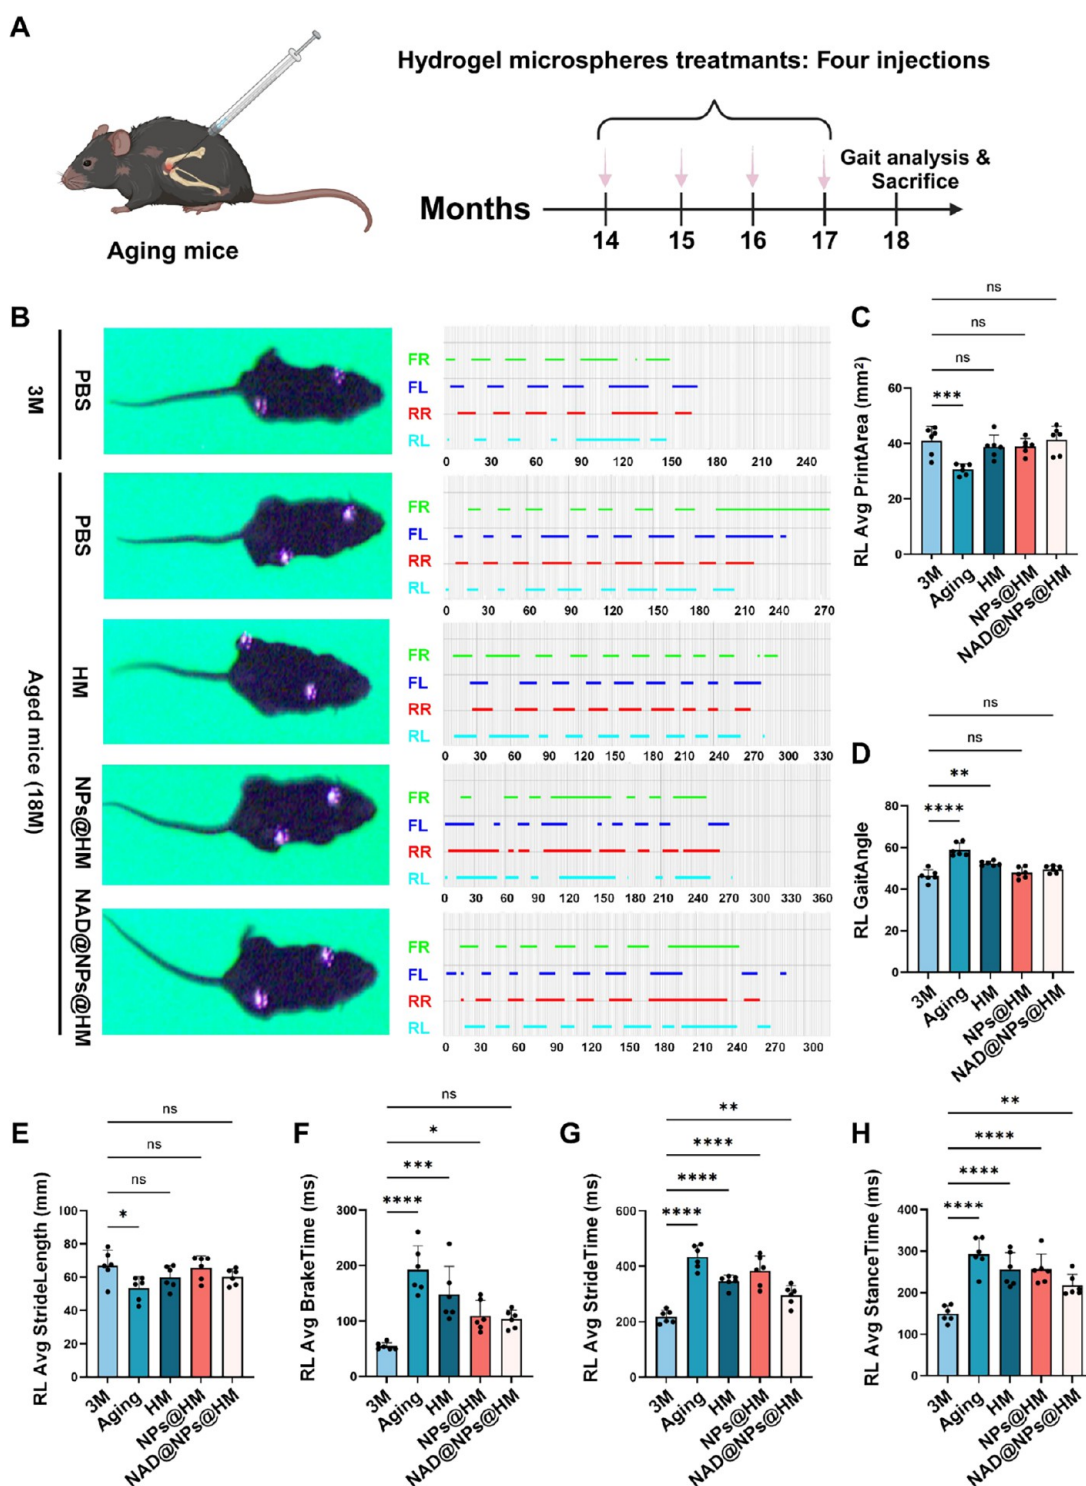 A
Hydrogel microspheres treatmants: Four injections
Gait analysis &
Sacrifice
Months
14 15 16 17 18
Aging mice
B
3M
PBS
FR
FL
RR
RL
0 30 60 90 120 150 180 210 240
Aged mice (18M)
PBS
FR
FL
RR
RL
0 30 60 90 120 150 180 210 240 270
HM
FR
FL
RR
RL
0 30 60 90 120 150 180 210 240 270 300 330
NPs@HM
FR
FL
RR
RL
0 30 60 90 120 150 180 210 240 270 300 330 360
NAD@NPs@HM
FR
FL
RR
RL
0 30 60 90 120 150 180 210 240 270 300
C
ns
ns
ns
***
RL Avg PrintArea (mm²)
60
40
20
0
3M
Aging
HM
NPs@HM
NAD@NPs@HM
D
ns
ns
**
****
RL GaitAngle
80
60
40
20
0
3M
Aging
HM
NPs@HM
NAD@NPs@HM
E
ns
ns
ns
*
RL Avg StrideLength (mm)
100
80
60
40
20
0
3M
Aging
HM
NPs@HM
NAD@NPs@HM
F
ns
*
***
****
RL Avg BrakeTime (ms)
300
200
100
0
3M
Aging
HM
NPs@HM
NAD@NPs@HM
G
**
****
****
****
RL Avg StrideTime (ms)
600
400
200
0
3M
Aging
HM
NPs@HM
NAD@NPs@HM
H
**
****
****
****
RL Avg StanceTime (ms)
400
300
200
100
0
3M
Aging
HM
NPs@HM
NAD@NPs@HM